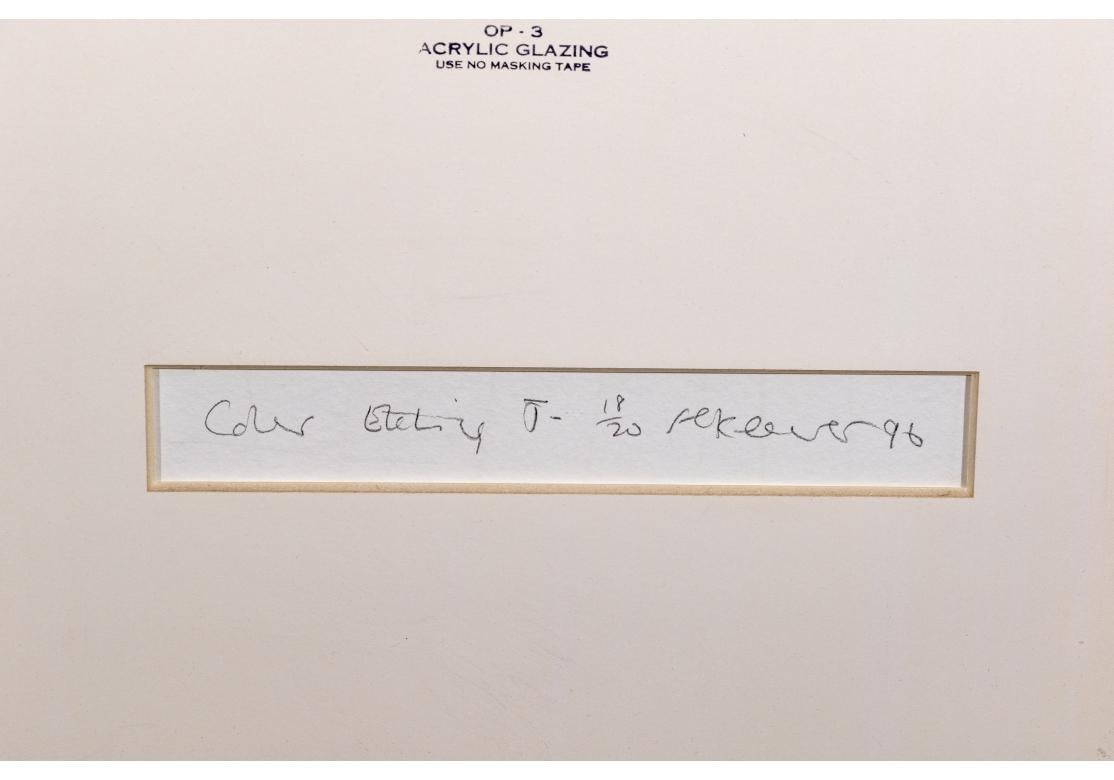 OP - 3
ACRYLIC GLAZING
USE NO MASKING TAPE
Color Etching J- 18/20 96